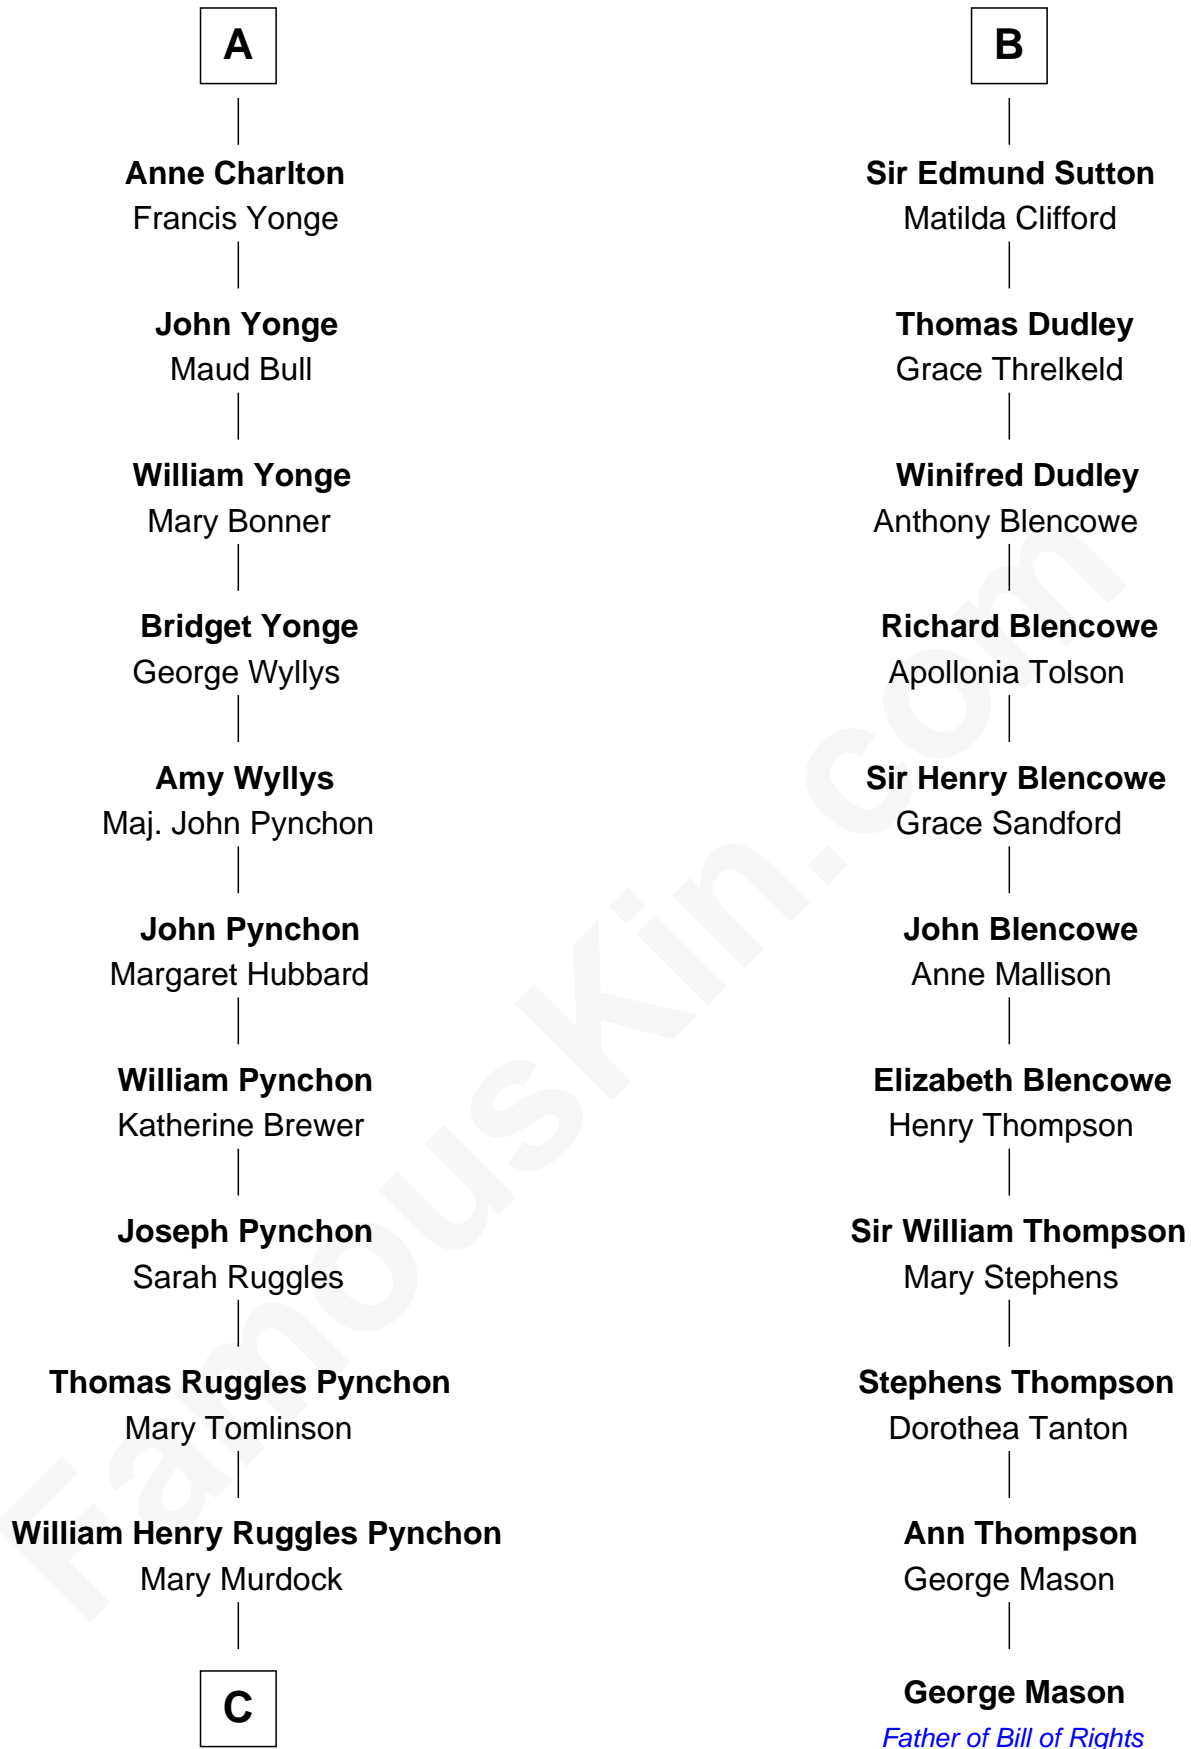 A
Anne Charlton
Francis Yonge
John Yonge
Maud Bull
William Yonge
Mary Bonner
Bridget Yonge
George Wyllys
Amy Wyllys
Maj. John Pynchon
John Pynchon
Margaret Hubbard
William Pynchon
Katherine Brewer
Joseph Pynchon
Sarah Ruggles
Thomas Ruggles Pynchon
Mary Tomlinson
William Henry Ruggles Pynchon
Mary Murdock
C
B
Sir Edmund Sutton
Matilda Clifford
Thomas Dudley
Grace Threlkeld
Winifred Dudley
Anthony Blencowe
Richard Blencowe
Apollonia Tolson
Sir Henry Blencowe
Grace Sandford
John Blencowe
Anne Mallison
Elizabeth Blencowe
Henry Thompson
Sir William Thompson
Mary Stephens
Stephens Thompson
Dorothea Tanton
Ann Thompson
George Mason
George Mason
Father of Bill of Rights
FamousKin.com